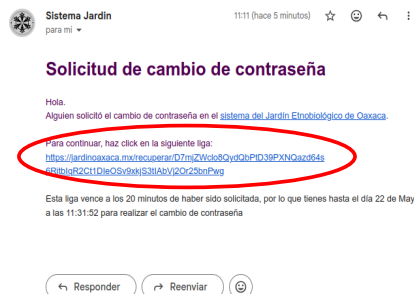 Sistema Jardin
11:11 (hace 5 minutos)
para mí
Solicitud de cambio de contraseña
Hola.
Alguien solicitó el cambio de contraseña en el sistema del Jardín Etnobiológico de Oaxaca.
Para continuar, haz click en la siguiente liga:
https://jardinoaxaca.mx/recuperar/
Esta liga vence a los 20 minutos de haber sido solicitada, por lo que tienes hasta el día 22 de May
a las 11:31:52 para realizar el cambio de contraseña
Responder
Reenviar